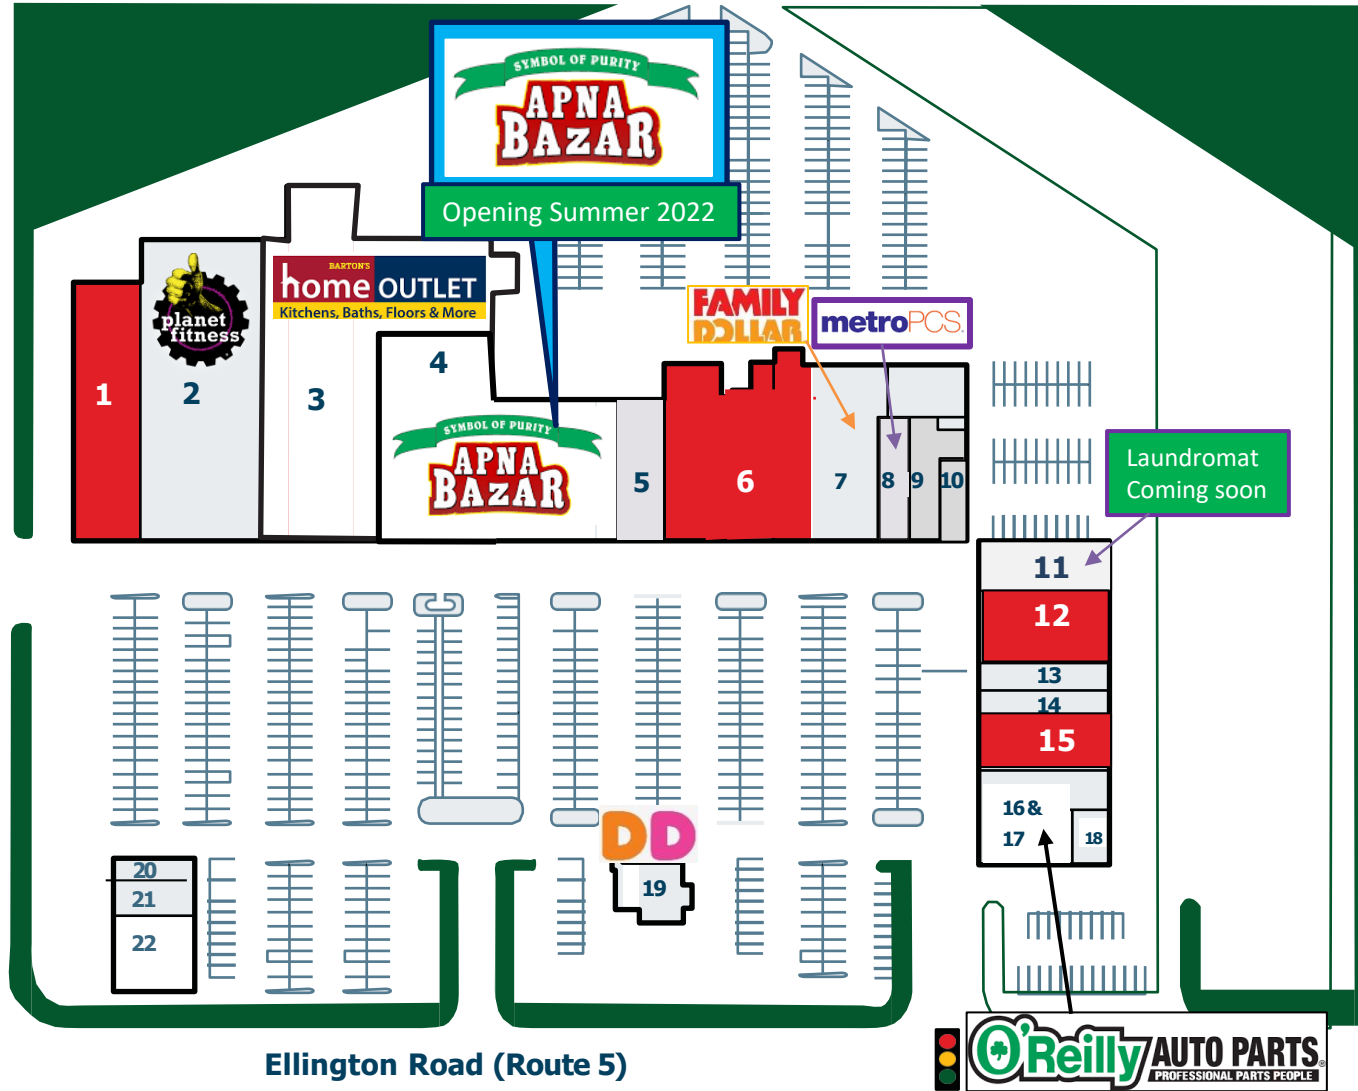 SYMBOL OF PURITY
APNA
BAZAR
Opening Summer 2022
planet
fitness
BARTON'S
home OUTLET
Kitchens, Baths, Floors & More
FAMILY
DOLLAR
metroPCS.
1
2
3
4
SYMBOL OF PURITY
APNA
BAZAR
5
6
7
8
9
10
Laundromat
Coming soon
11
12
13
14
15
16 &
17
18
DD
19
20
21
22
Ellington Road (Route 5)
O'Reilly AUTO PARTS
PROFESSIONAL PARTS PEOPLE